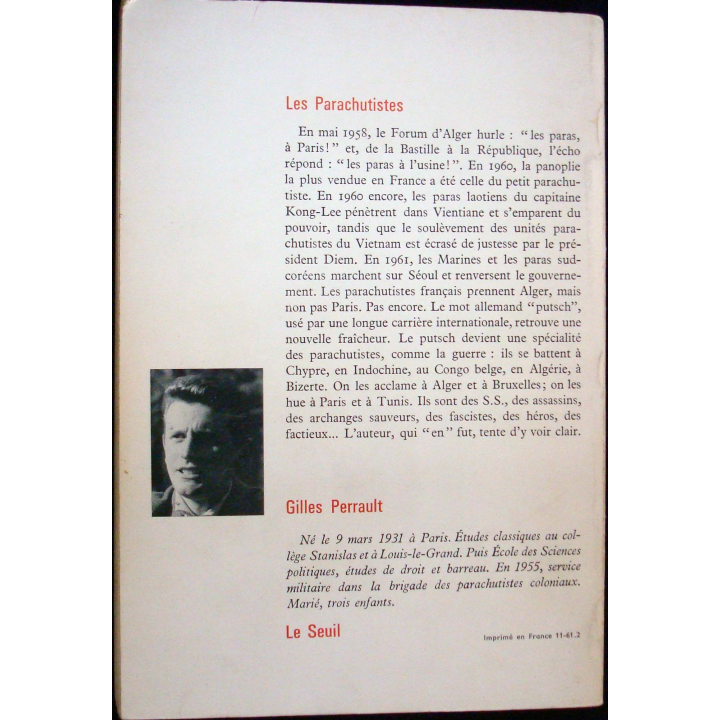 Les Parachutistes
En mai 1958, le Forum d'Alger hurle : "les paras,
à Paris!" et, de la Bastille à la République, l'écho
répond : "les paras à l'usine!". En 1960, la panoplie
la plus vendue en France a été celle du petit parachu-
tiste. En 1960 encore, les paras laotiens du capitaine
Kong-Lee pénètrent dans Vientiane et s'emparent du
pouvoir, tandis que le soulèvement des unités para-
chutistes du Vietnam est écrasé de justesse par le pré-
sident Diem. En 1961, les Marines et les paras sud-
coréens marchent sur Séoul et renversent le gouverne-
ment. Les parachutistes français prennent Alger, mais
non pas Paris. Pas encore. Le mot allemand "putsch",
usé par une longue carrière internationale, retrouve une
nouvelle fraîcheur. Le putsch devient une spécialité
des parachutistes, comme la guerre : ils se battent à
Chypre, en Indochine, au Congo belge, en Algérie, à
Bizerte. On les acclame à Alger et à Bruxelles; on les
hue à Paris et à Tunis. Ils sont des S.S., des assassins,
des archanges sauveurs, des fascistes, des héros, des
factieux... L'auteur, qui "en" fut, tente d'y voir clair.
Gilles Perrault
Né le 9 mars 1931 à Paris. Études classiques au col-
lège Stanislas et à Louis-le-Grand. Puis École des Sciences
politiques, études de droit et barreau. En 1955, service
militaire dans la brigade des parachutistes coloniaux.
Marié, trois enfants.
Le Seuil
Imprimé en France 11-61.2